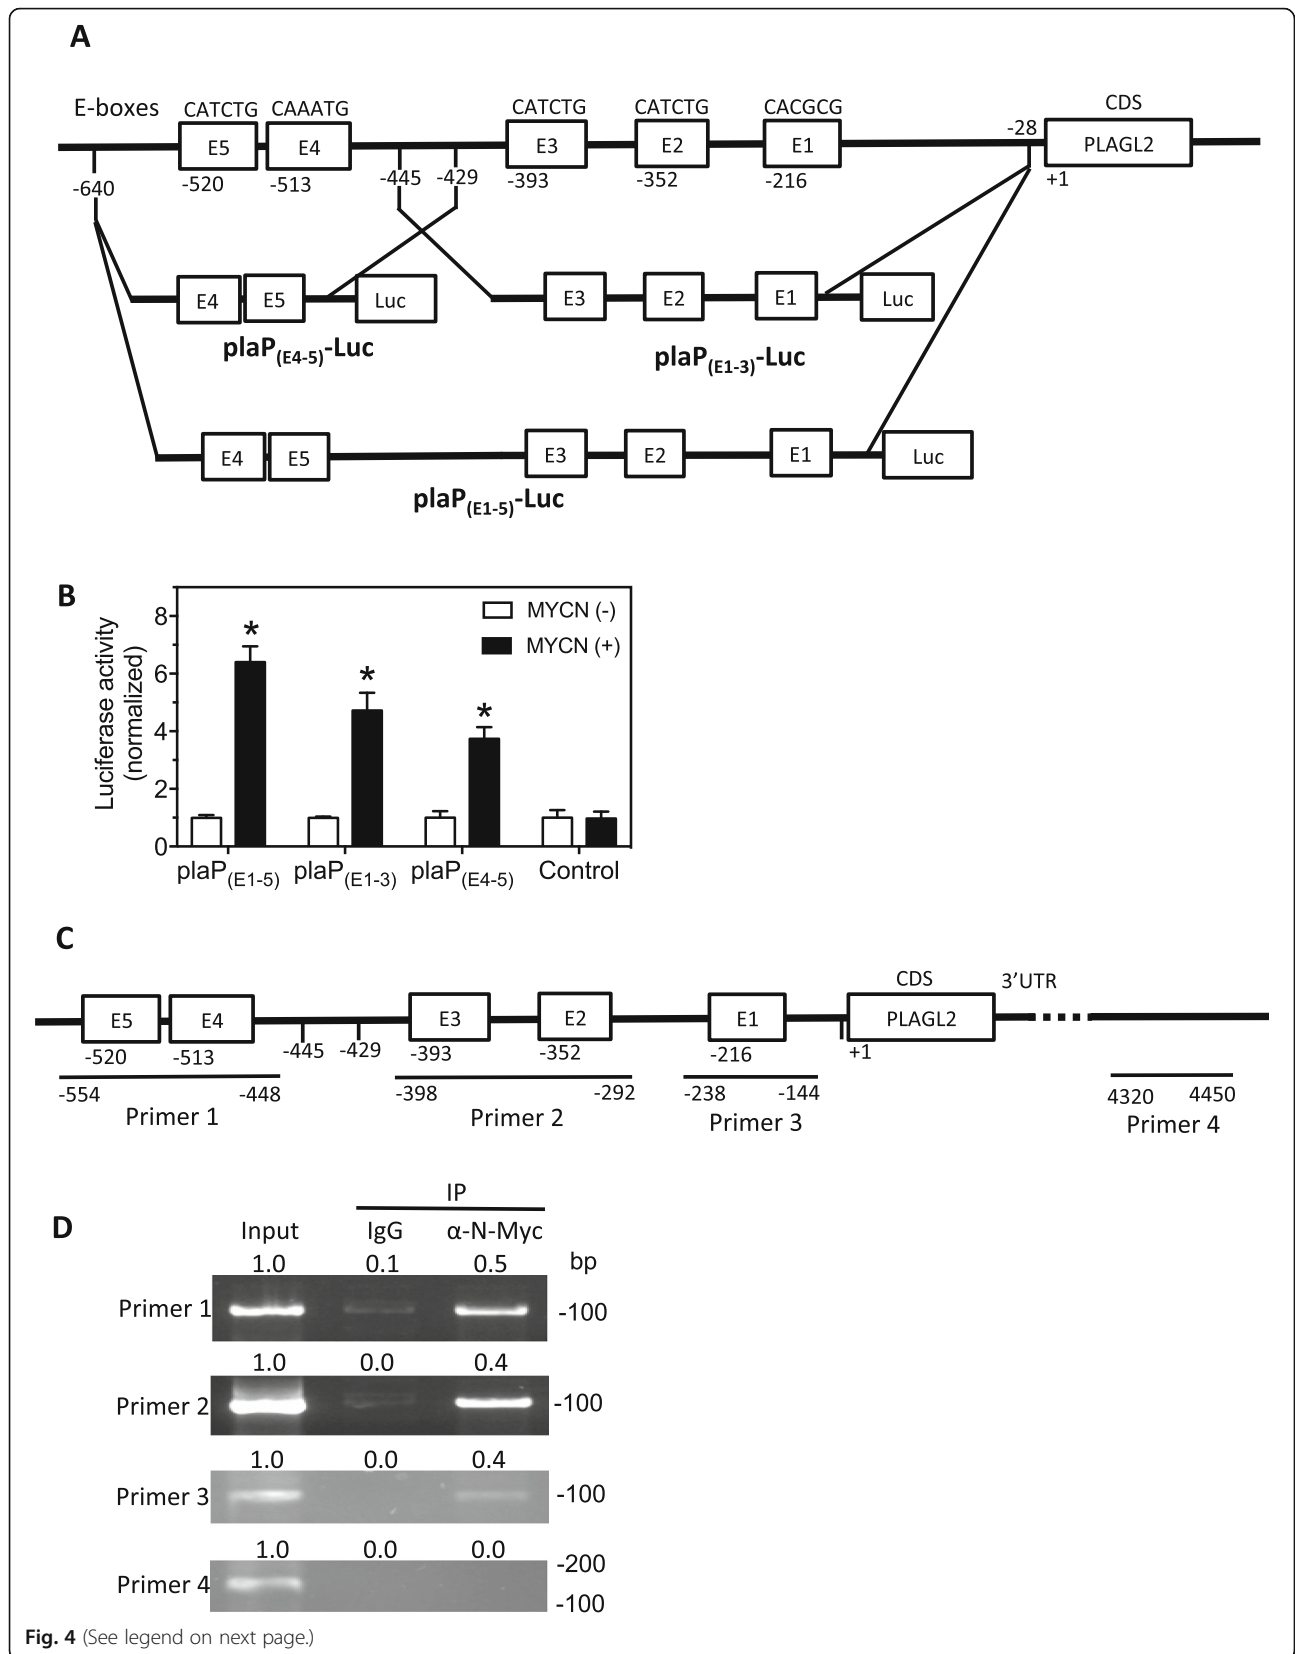 A
E-boxes CATCTG CAAATG CATCTG CATCTG CACGCG CDS
E5 E4 E3 E2 E1 -28 PLAGL2
-640 -520 -513 -445 -429 -393 -352 -216 +1
E4 E5 Luc E3 E2 E1 Luc
plaP(E4-5)-Luc plaP(E1-3)-Luc
E4 E5 E3 E2 E1 Luc
plaP(E1-5)-Luc
B
Luciferase activity
(normalized)
8
6
4
2
0
MYCN (-)
MYCN (+)
* * *
plaP(E1-5) plaP(E1-3) plaP(E4-5) Control
C
CDS 3’UTR
E5 E4 E3 E2 E1 PLAGL2
-520 -513 -445 -429 -393 -352 -216 +1
-554 -448 -398 -292 -238 -144 4320 4450
Primer 1 Primer 2 Primer 3 Primer 4
D
IP
Input IgG α-N-Myc
1.0 0.1 0.5 bp
Primer 1 -100
1.0 0.0 0.4
Primer 2 -100
1.0 0.0 0.4
Primer 3 -100
1.0 0.0 0.0 -200
Primer 4 -100
Fig. 4 (See legend on next page.)